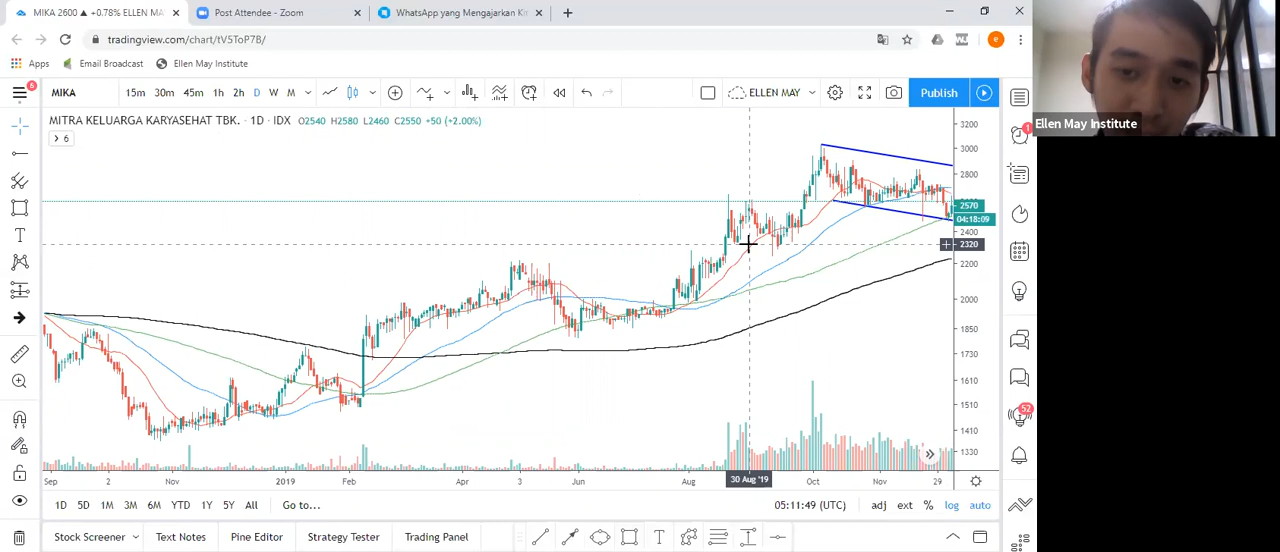 MIKA 2600 ▲ +0.78% ELLEN MA
Post Attendee - Zoom
WhatsApp yang Mengajarkan Ki
tradingview.com/chart/tV5ToP7B/
Apps
Email Broadcast
Ellen May Institute
6
MIKA
15m 30m 45m 1h 2h D W M
ELLEN MAY
Publish
MITRA KELUARGA KARYASEHAT TBK. · 1D · IDX O2540 H2580 L2460 C2550 +50 (+2.00%)
6
3200
3000
2800
2570
04:18:09
2400
2320
2200
2000
1850
1730
1610
1510
1410
1330
Sep 2 Nov 2019 Feb Apr 3 Jun Aug 30 Aug '19 Oct Nov 29
1D 5D 1M 3M 6M YTD 1Y 5Y All Go to...
05:11:49 (UTC) adj ext % log auto
Stock Screener Text Notes Pine Editor Strategy Tester Trading Panel
1
52
Ellen May Institute